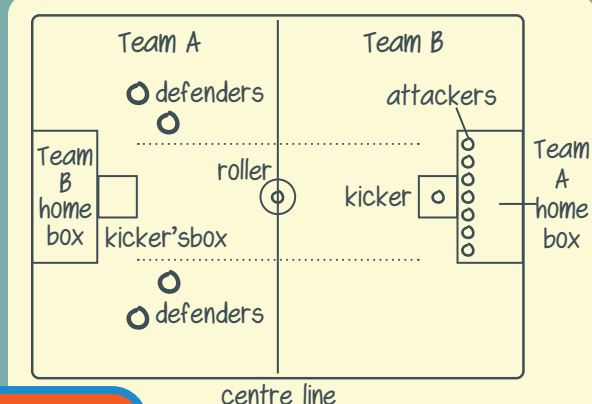 Team A
Team B
defenders
attackers
Team
B
home
box
roller
kicker
Team
A
home
box
kicker'sbox
defenders
centre line